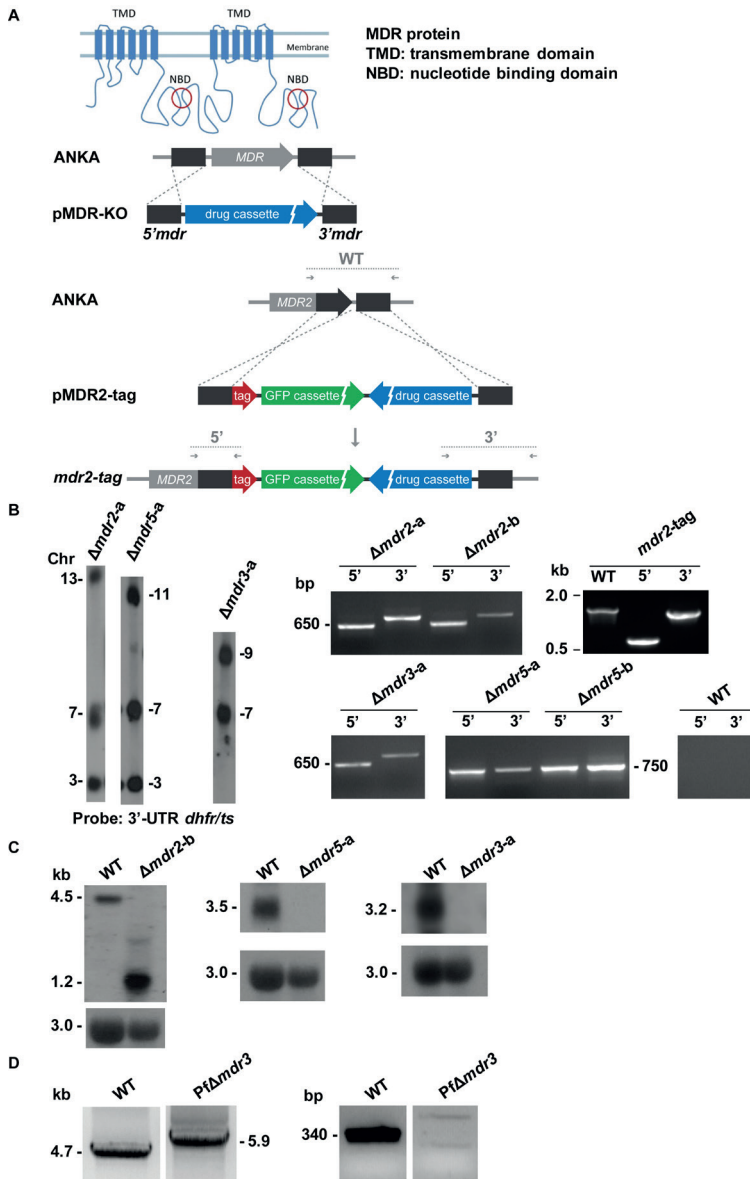 A
TMD TMD
Membrane
NBD NBD
MDR protein
TMD: transmembrane domain
NBD: nucleotide binding domain
ANKA
MDR
pMDR-KO
drug cassette
5’mdr 3’mdr
WT
ANKA
MDR2
pMDR2-tag
tag GFP cassette drug cassette
5’ 3’
mdr2-tag
MDR2 tag GFP cassette drug cassette
B
Chr
Δmdr2-a Δmdr5-a
13-
-11
7- -7
3- -3
Δmdr3-a
-9
-7
Probe: 3’-UTR dhfr/ts
Δmdr2-a Δmdr2-b
bp 5’ 3’ 5’ 3’
650 -
mdr2-tag
kb WT 5’ 3’
2.0
0.5
Δmdr3-a
5’ 3’
650 -
Δmdr5-a Δmdr5-b
5’ 3’ 5’ 3’
- 750
WT
5’ 3’
C
kb WT Δmdr2-b
4.5 -
1.2 -
3.0 -
WT Δmdr5-a
3.5 -
3.0 -
WT Δmdr3-a
3.2 -
3.0 -
D
kb WT PfΔmdr3
4.7 - - 5.9
bp WT PfΔmdr3
340 -